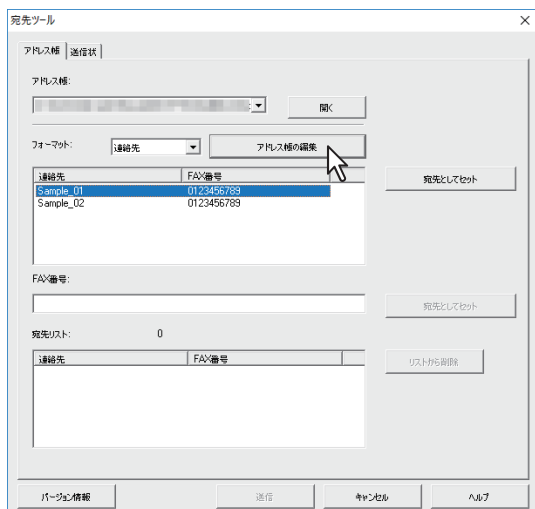 宛先ツール
アドレス帳 送信状
アドレス帳:
開く
フォーマット: 連絡先 アドレス帳の編集
連絡先 FAX番号
Sample_01 0123456789
Sample_02 0123456789
宛先としてセット
FAX番号:
宛先としてセット
宛先リスト: 0
連絡先 FAX番号
リストから削除
バージョン情報 送信 キャンセル ヘルプ